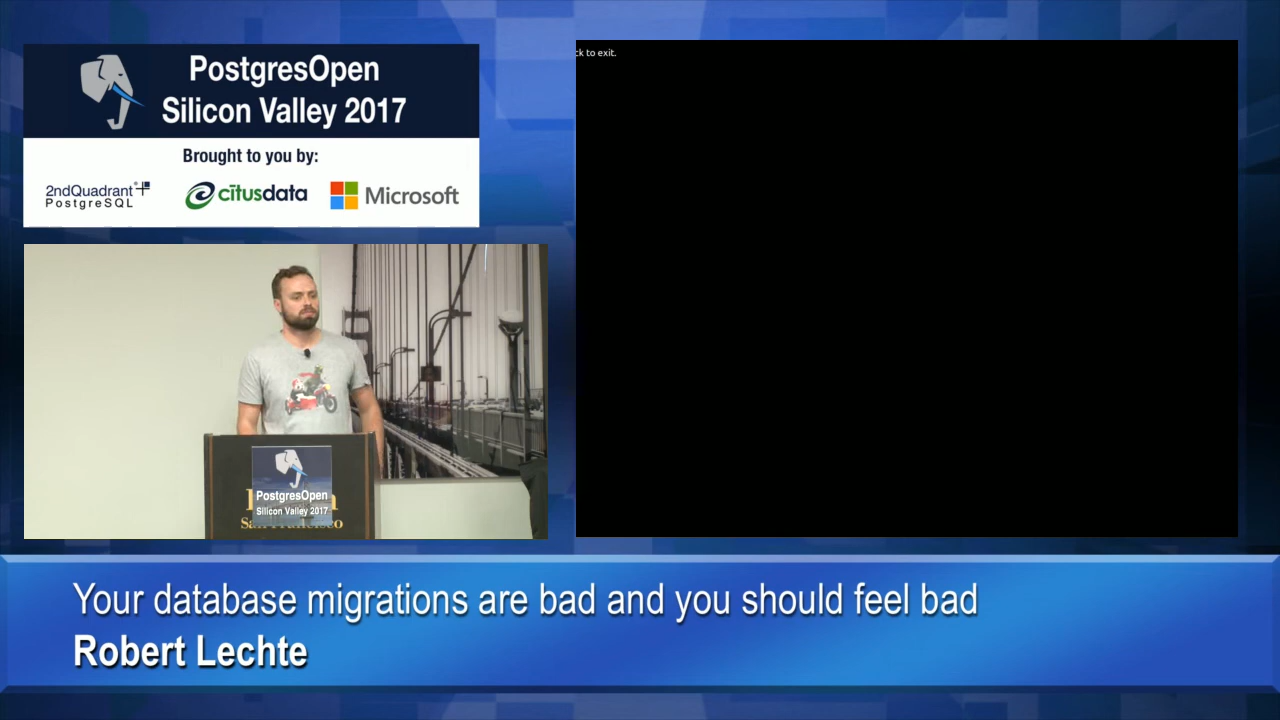 PostgresOpen
Silicon Valley 2017
Brought to you by:
2ndQuadrant
PostgreSQL
citusdata
Microsoft
ck to exit.
PostgresOpen
Silicon Valley 2017
Your database migrations are bad and you should feel bad
Robert Lechte